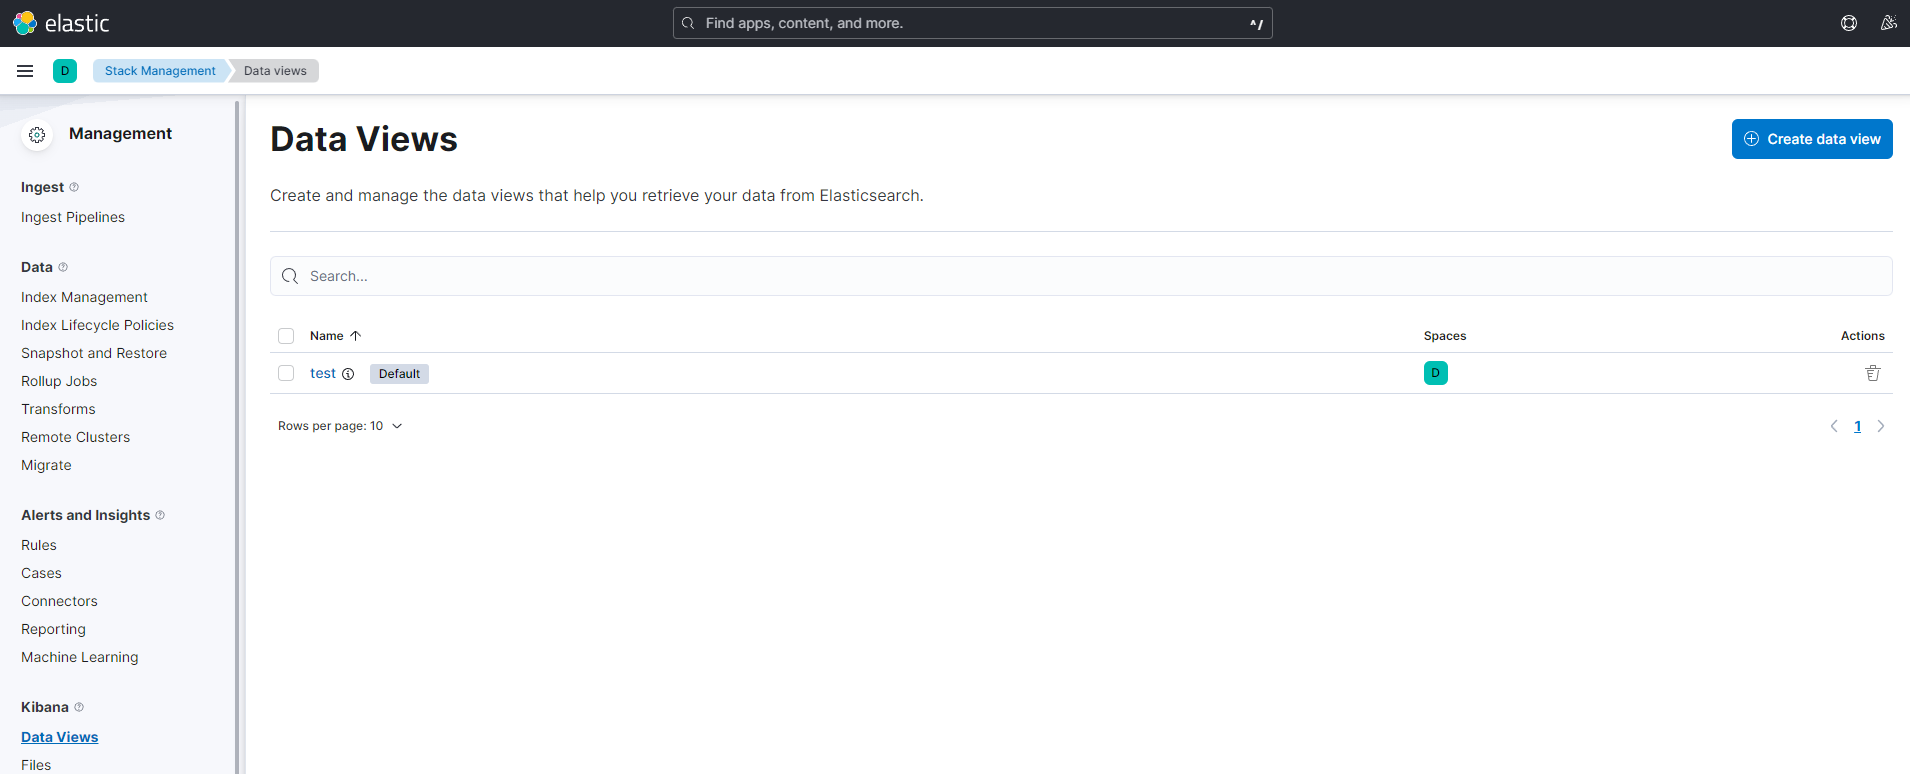 elastic
Find apps, content, and more.
^/
D
Stack Management
Data views
Management
Ingest
Ingest Pipelines
Data
Index Management
Index Lifecycle Policies
Snapshot and Restore
Rollup Jobs
Transforms
Remote Clusters
Migrate
Alerts and Insights
Rules
Cases
Connectors
Reporting
Machine Learning
Kibana
Data Views
Files
Data Views
Create data view
Create and manage the data views that help you retrieve your data from Elasticsearch.
Search...
Name Spaces Actions
test Default D
Rows per page: 10
1